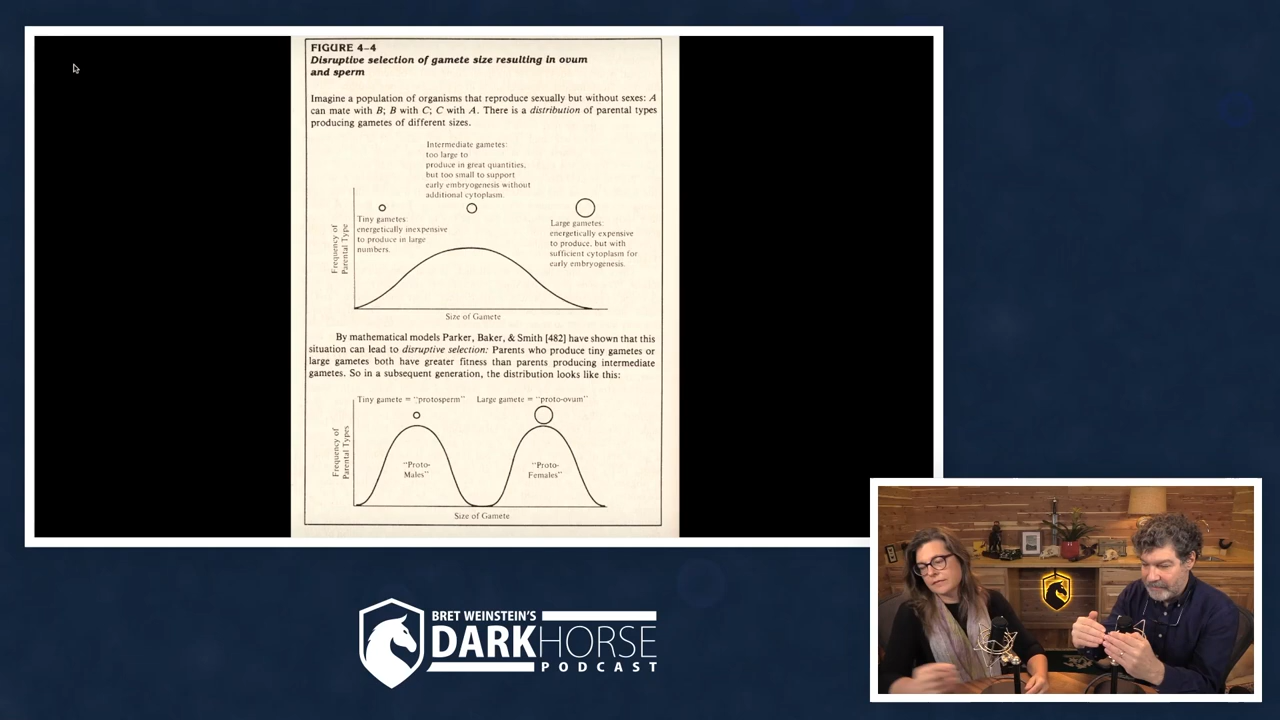 FIGURE 4–4
Disruptive selection of gamete size resulting in ovum
and sperm
Imagine a population of organisms that reproduce sexually but without sexes: A
can mate with B; B with C; C with A. There is a distribution of parental types
producing gametes of different sizes.
Intermediate gametes:
too large to
produce in great quantities,
but too small to support
early embryogenesis without
additional cytoplasm.
Tiny gametes:
energetically inexpensive
to produce in large
numbers.
Large gametes:
energetically expensive
to produce, but with
sufficient cytoplasm for
early embryogenesis.
Frequency of
Parental Type
Size of Gamete
By mathematical models Parker, Baker, & Smith [482] have shown that this
situation can lead to disruptive selection: Parents who produce tiny gametes or
large gametes both have greater fitness than parents producing intermediate
gametes. So in a subsequent generation, the distribution looks like this:
Tiny gamete = "protosperm" Large gamete = "proto-ovum"
Frequency of
Parental Types
"Proto-
Males"
"Proto-
Females"
Size of Gamete
BRET WEINSTEIN'S
DARKHORSE
PODCAST